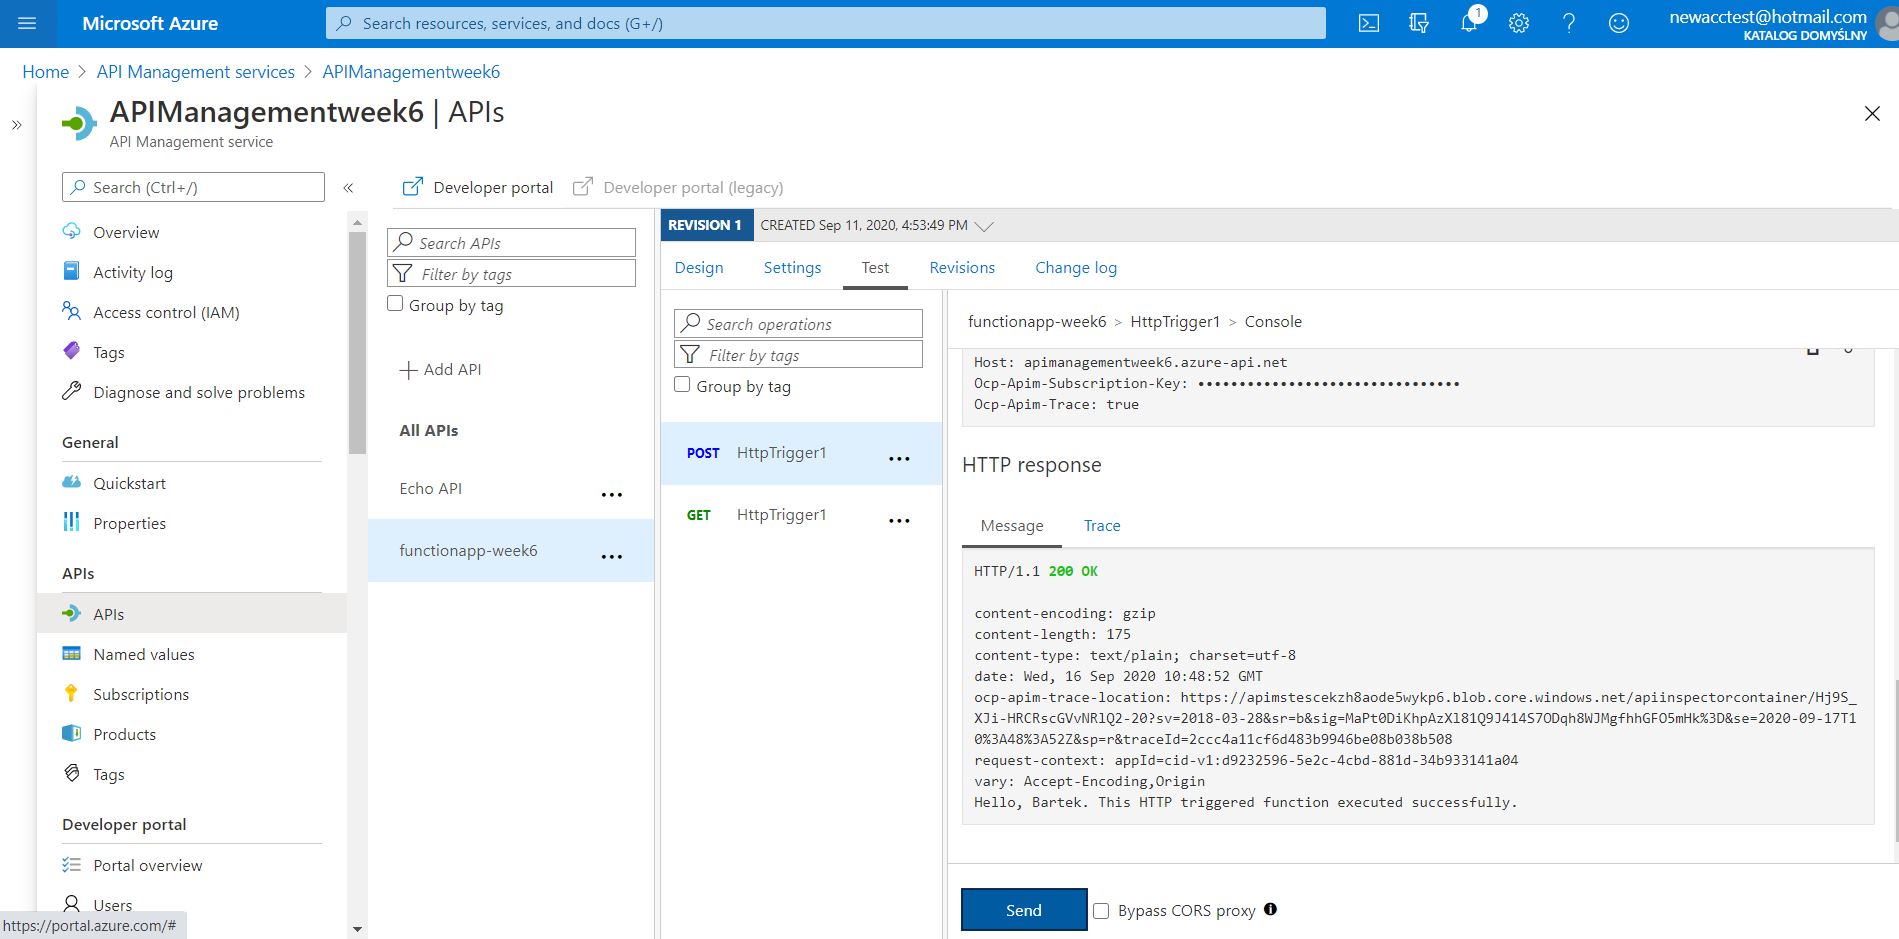 Microsoft Azure
Search resources, services, and docs (G+/)
1
newacctest@hotmail.com
KATALOG DOMYŚLNY
Home > API Management services > APIManagementweek6
APIManagementweek6 | APIs
API Management service
Search (Ctrl+/)
Overview
Activity log
Access control (IAM)
Tags
Diagnose and solve problems
General
Quickstart
Properties
APIs
APIs
Named values
Subscriptions
Products
Tags
Developer portal
Portal overview
Users
https://portal.azure.com/#
Developer portal
Developer portal (legacy)
Search APIs
Filter by tags
Group by tag
Add API
All APIs
Echo API
functionapp-week6
REVISION 1
CREATED Sep 11, 2020, 4:53:49 PM
Design Settings Test Revisions Change log
Search operations
Filter by tags
Group by tag
POST HttpTrigger1
GET HttpTrigger1
functionapp-week6 > HttpTrigger1 > Console
Host: apimanagementweek6.azure-api.net
Ocp-Apim-Subscription-Key: ••••••••••••••••••••••••••••••••
Ocp-Apim-Trace: true
HTTP response
Message Trace
HTTP/1.1 200 OK
content-encoding: gzip
content-length: 175
content-type: text/plain; charset=utf-8
date: Wed, 16 Sep 2020 10:48:52 GMT
ocp-apim-trace-location: https://apimstescekzh8aode5wykp6.blob.core.windows.net/apiinspectorcontainer/Hj9S_
XJi-HRCRscGVvNRlQ2-20?sv=2018-03-28&sr=b&sig=MaPt0DiKhpAzXl81Q9J414S7ODqh8WJMgfhhGFO5mHk%3D&se=2020-09-17T1
0%3A48%3A52Z&sp=r&traceId=2ccc4a11cf6d483b9946be08b038b508
request-context: appId=cid-v1:d9232596-5e2c-4cbd-881d-34b933141a04
vary: Accept-Encoding,Origin
Hello, Bartek. This HTTP triggered function executed successfully.
Send
Bypass CORS proxy